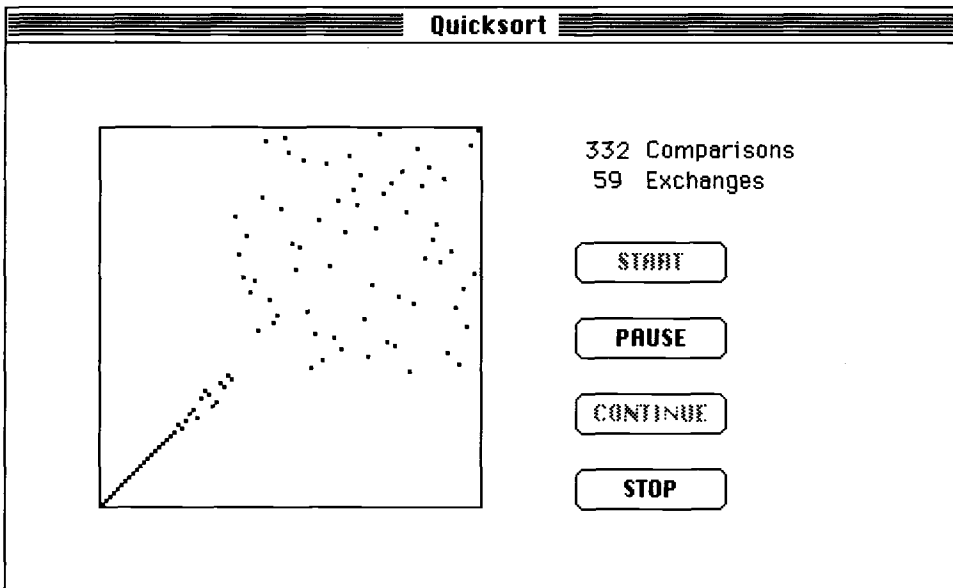 Quicksort
332 Comparisons
59 Exchanges
START
PAUSE
CONTINUE
STOP